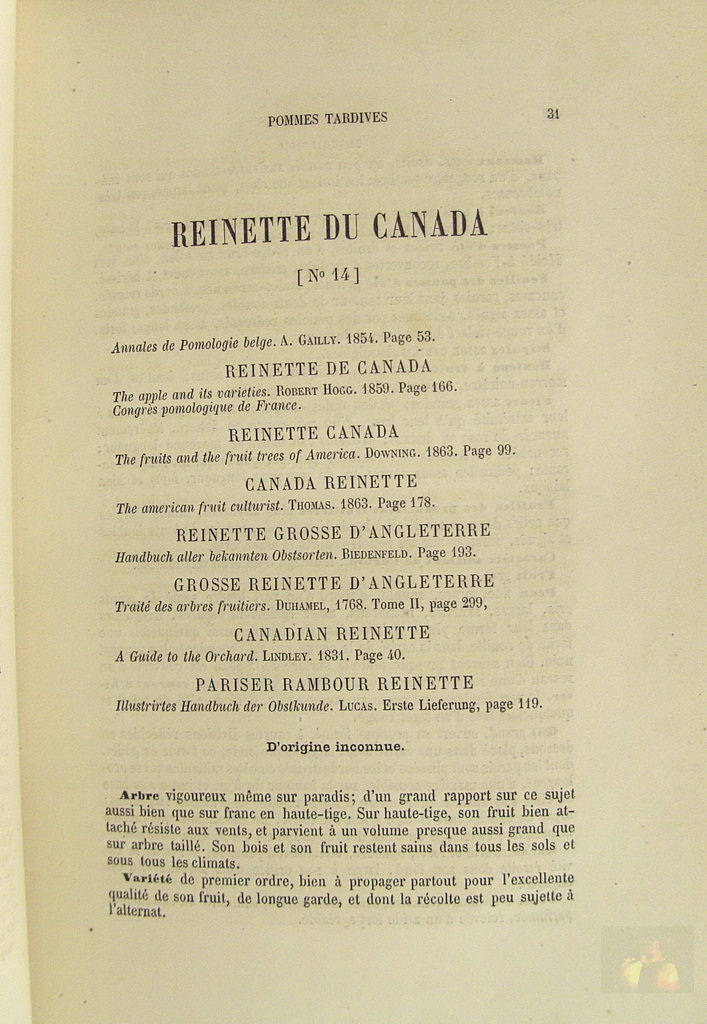 POMMES TARDIVES 31
REINETTE DU CANADA
[ No 14 ]
Annales de Pomologie belge. A. GAILLY. 1854. Page 53.
REINETTE DE CANADA
The apple and its varieties. ROBERT HOGG. 1859. Page 166.
Congrès pomologique de France.
REINETTE CANADA
The fruits and the fruit trees of America. DOWNING. 1863. Page 99.
CANADA REINETTE
The american fruit culturist. THOMAS. 1863. Page 178.
REINETTE GROSSE D'ANGLETERRE
Handbuch aller bekannten Obstsorten. BIEDENFELD. Page 193.
GROSSE REINETTE D'ANGLETERRE
Traité des arbres fruitiers. DUHAMEL, 1768. Tome II, page 299,
CANADIAN REINETTE
A Guide to the Orchard. LINDLEY. 1831. Page 40.
PARISER RAMBOUR REINETTE
Illustrirtes Handbuch der Obstkunde. LUCAS. Erste Lieferung, page 119.
D'origine inconnue.
Arbre vigoureux même sur paradis; d'un grand rapport sur ce sujet
aussi bien que sur franc en haute-tige. Sur haute-tige, son fruit bien at-
taché résiste aux vents, et parvient à un volume presque aussi grand que
sur arbre taillé. Son bois et son fruit restent sains dans tous les sols et
sous tous les climats.
Variété de premier ordre, bien à propager partout pour l'excellente
qualité de son fruit, de longue garde, et dont la récolte est peu sujette à
l'alternat.